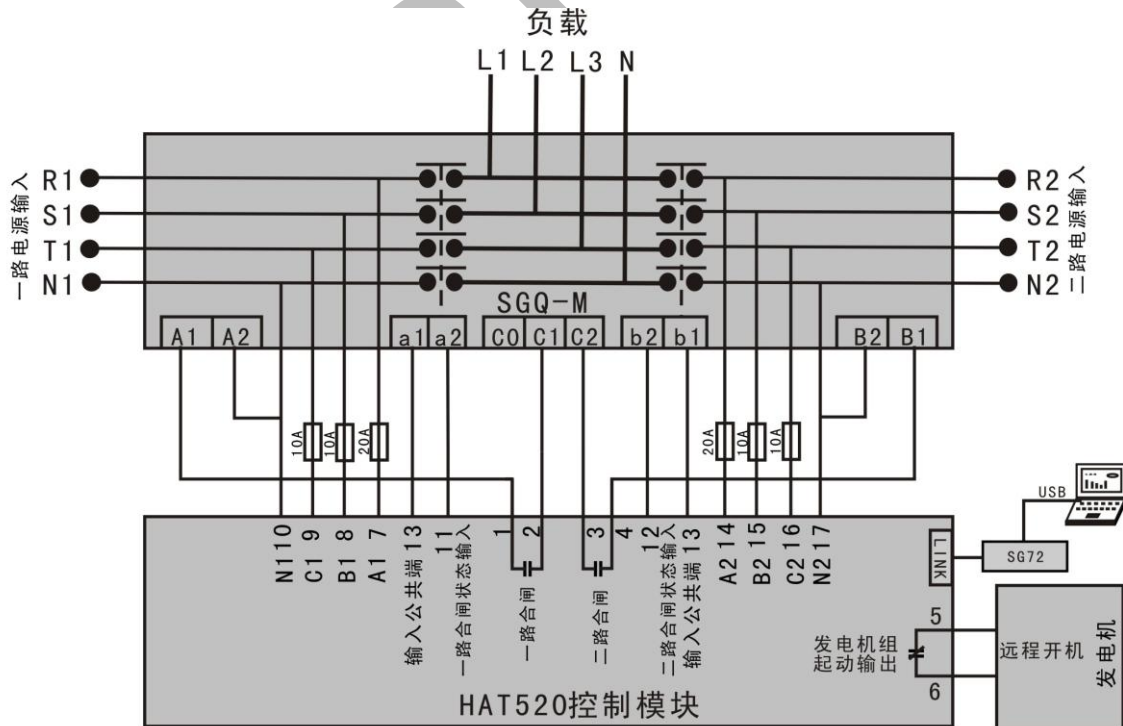 负载
L1 L2 L3 N
一路电源输入
R1
S1
T1
N1
R2
S2
T2
N2
二路电源输入
SGQ-M
A1 A2 a1 a2 C0 C1 C2 b2 b1 B2 B1
10A 10A 20A 20A 10A 10A
USB
SG72
LINK
N1 10
C1 9
B1 8
A1 7
输入公共端 13
一路合闸状态输入 11
1
2
一路合闸
3
4
二路合闸
二路合闸状态输入 12
输入公共端 13
A2 14
B2 15
C2 16
N2 17
5
发电机组
起动输出
6
远程开机
发电机
HAT520控制模块